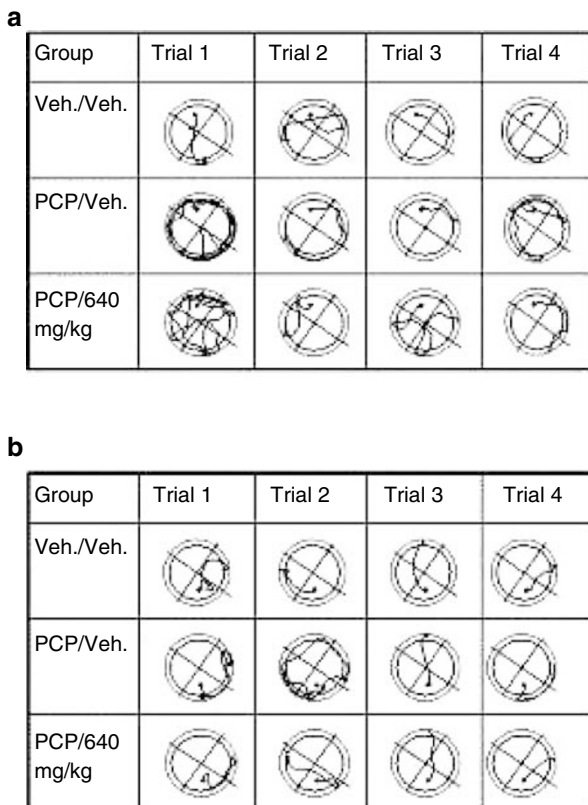 a
Group Trial 1 Trial 2 Trial 3 Trial 4
Veh./Veh.
PCP/Veh.
PCP/640
mg/kg
b
Group Trial 1 Trial 2 Trial 3 Trial 4
Veh./Veh.
PCP/Veh.
PCP/640
mg/kg